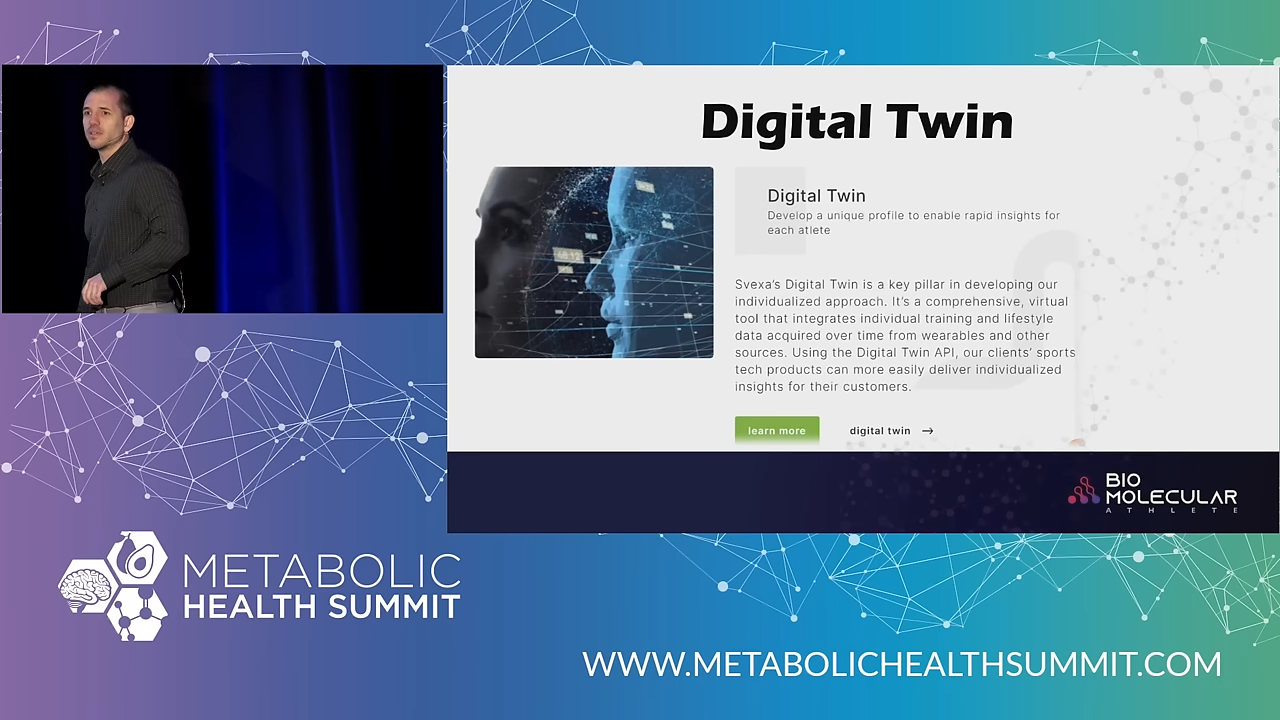 Digital Twin
Digital Twin
Develop a unique profile to enable rapid insights for
each atlete
Svexa's Digital Twin is a key pillar in developing our
individualized approach. It's a comprehensive, virtual
tool that integrates individual training and lifestyle
data acquired over time from wearables and other
sources. Using the Digital Twin API, our clients' sports
tech products can more easily deliver individualized
insights for their customers.
learn more
digital twin →
BIO
MOLECULAR
ATHLETE
METABOLIC
HEALTH SUMMIT
WWW.METABOLICHEALTHSUMMIT.COM